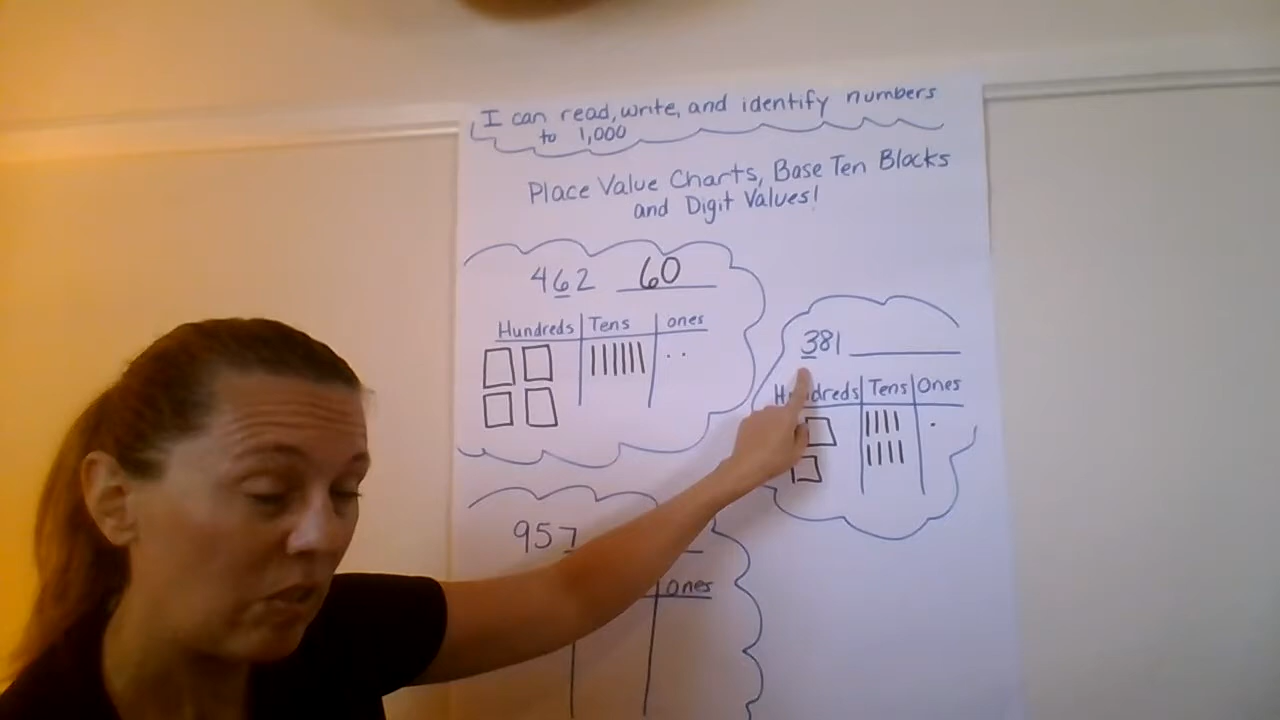 I can read, write, and identify numbers
to 1,000
Place Value Charts, Base Ten Blocks
and Digit Values!
462 60
Hundreds Tens ones
381
Tens Ones
957
Ones